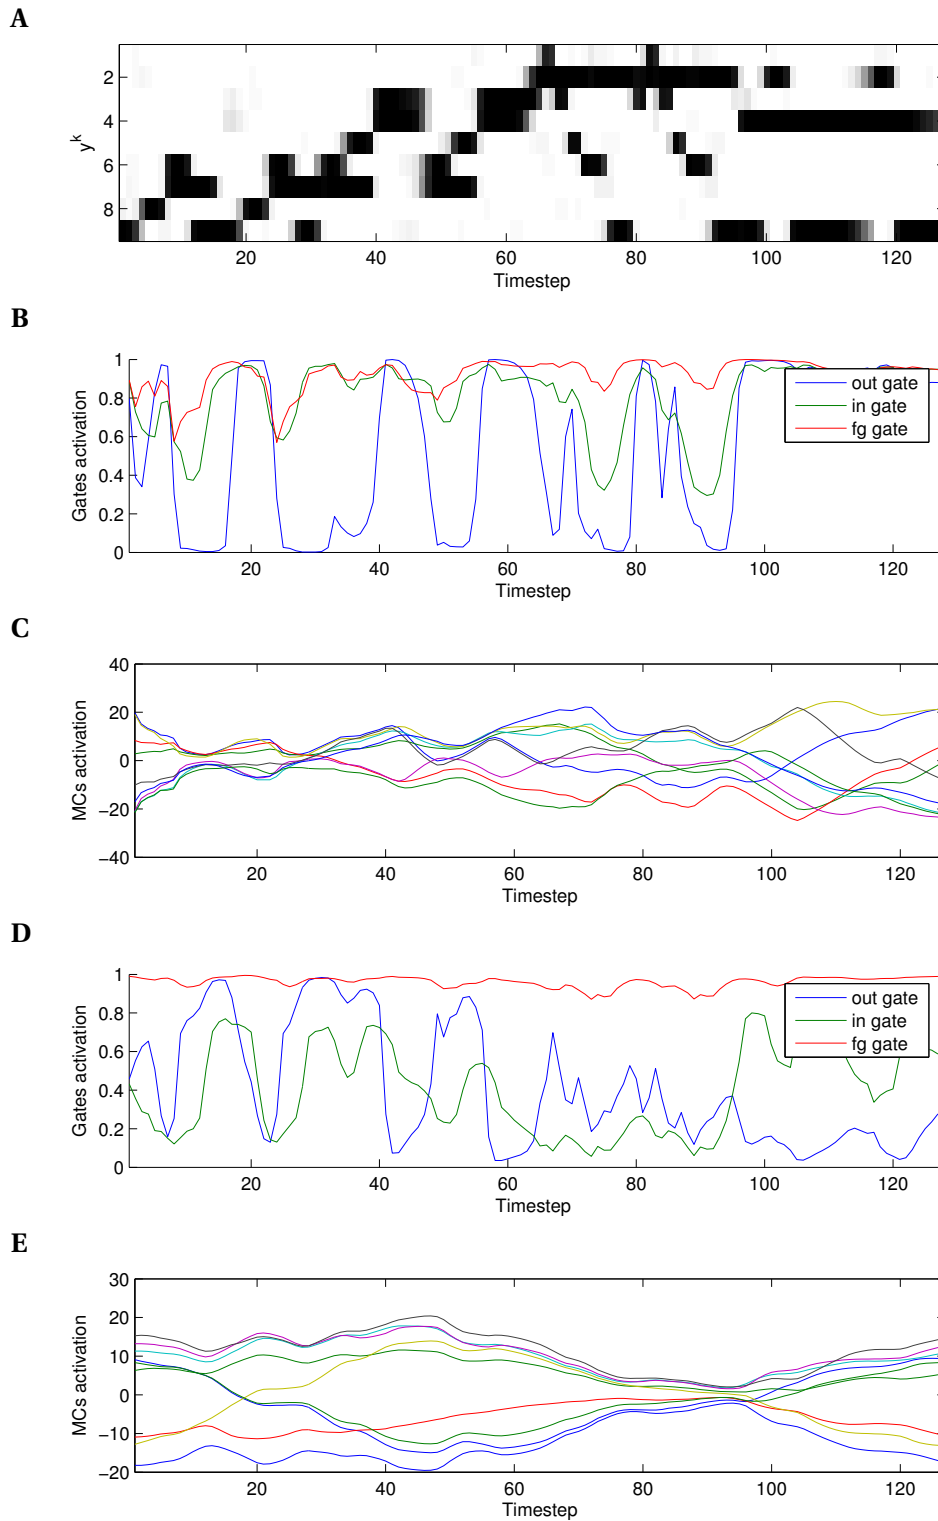 A
2
4
6
8
y^k
20 40 60 80 100 120
Timestep
B
1
0.8
0.6
0.4
0.2
0
Gates activation
out gate
in gate
fg gate
20 40 60 80 100 120
Timestep
C
40
20
0
−20
−40
MCs activation
20 40 60 80 100 120
Timestep
D
1
0.8
0.6
0.4
0.2
0
Gates activation
out gate
in gate
fg gate
20 40 60 80 100 120
Timestep
E
30
20
10
0
−10
−20
MCs activation
20 40 60 80 100 120
Timestep